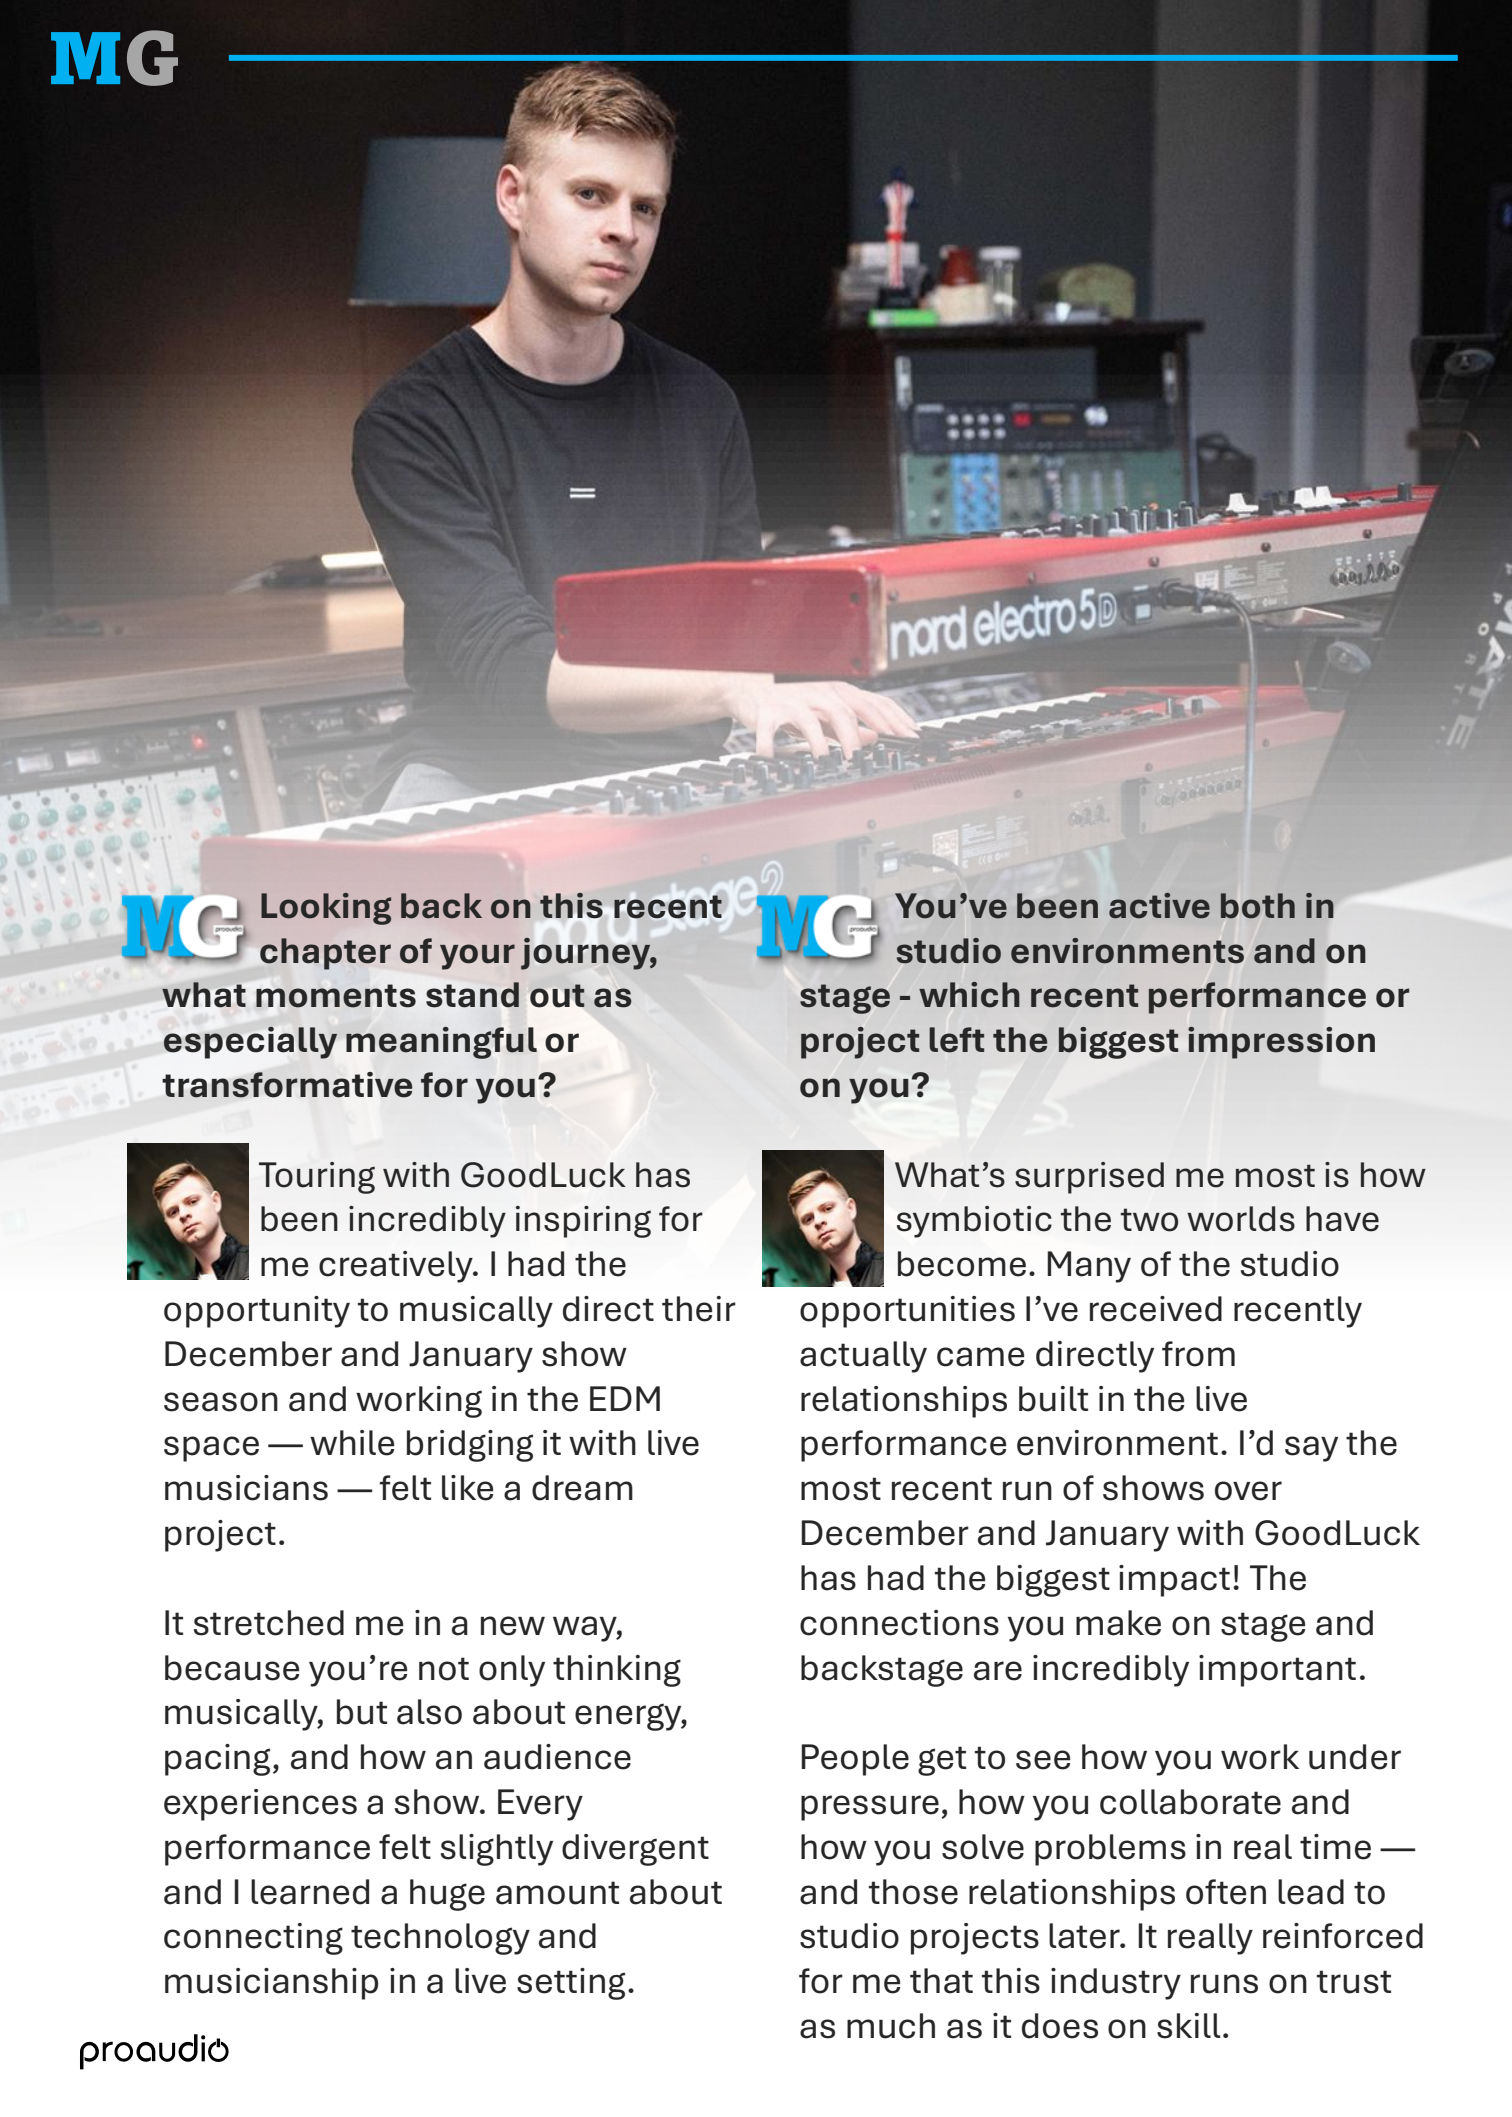 MG
nord electro 5D
nord stage 2
MG Looking back on this recent
chapter of your journey,
what moments stand out as
especially meaningful or
transformative for you?
Touring with GoodLuck has
been incredibly inspiring for
me creatively. I had the
opportunity to musically direct their
December and January show
season and working in the EDM
space — while bridging it with live
musicians — felt like a dream
project.
It stretched me in a new way,
because you’re not only thinking
musically, but also about energy,
pacing, and how an audience
experiences a show. Every
performance felt slightly divergent
and I learned a huge amount about
connecting technology and
musicianship in a live setting.
MG You’ve been active both in
studio environments and on
stage - which recent performance or
project left the biggest impression
on you?
What’s surprised me most is how
symbiotic the two worlds have
become. Many of the studio
opportunities I’ve received recently
actually came directly from
relationships built in the live
performance environment. I’d say the
most recent run of shows over
December and January with GoodLuck
has had the biggest impact! The
connections you make on stage and
backstage are incredibly important.
People get to see how you work under
pressure, how you collaborate and
how you solve problems in real time —
and those relationships often lead to
studio projects later. It really reinforced
for me that this industry runs on trust
as much as it does on skill.
proaudio